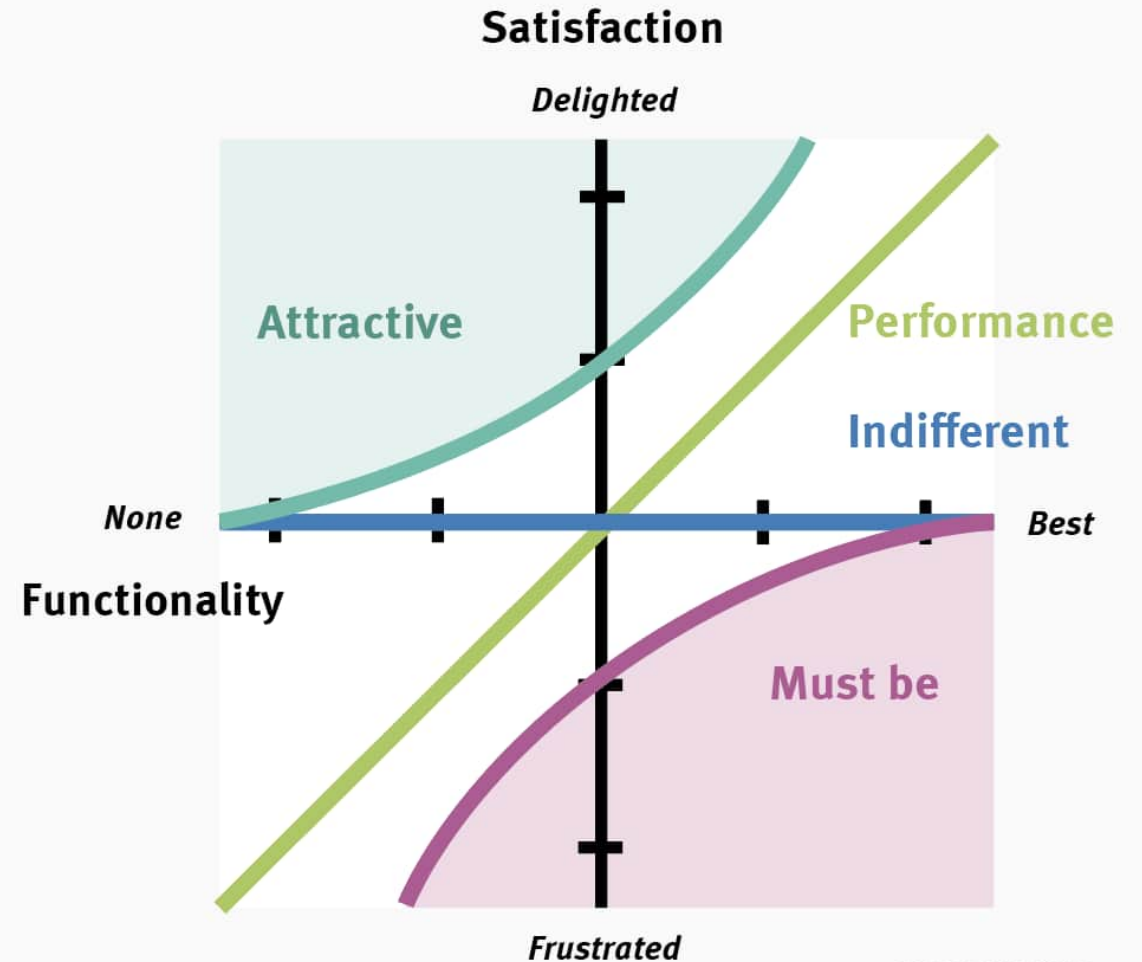 Satisfaction
Delighted
Attractive
Performance
Indifferent
None
Best
Functionality
Must be
Frustrated